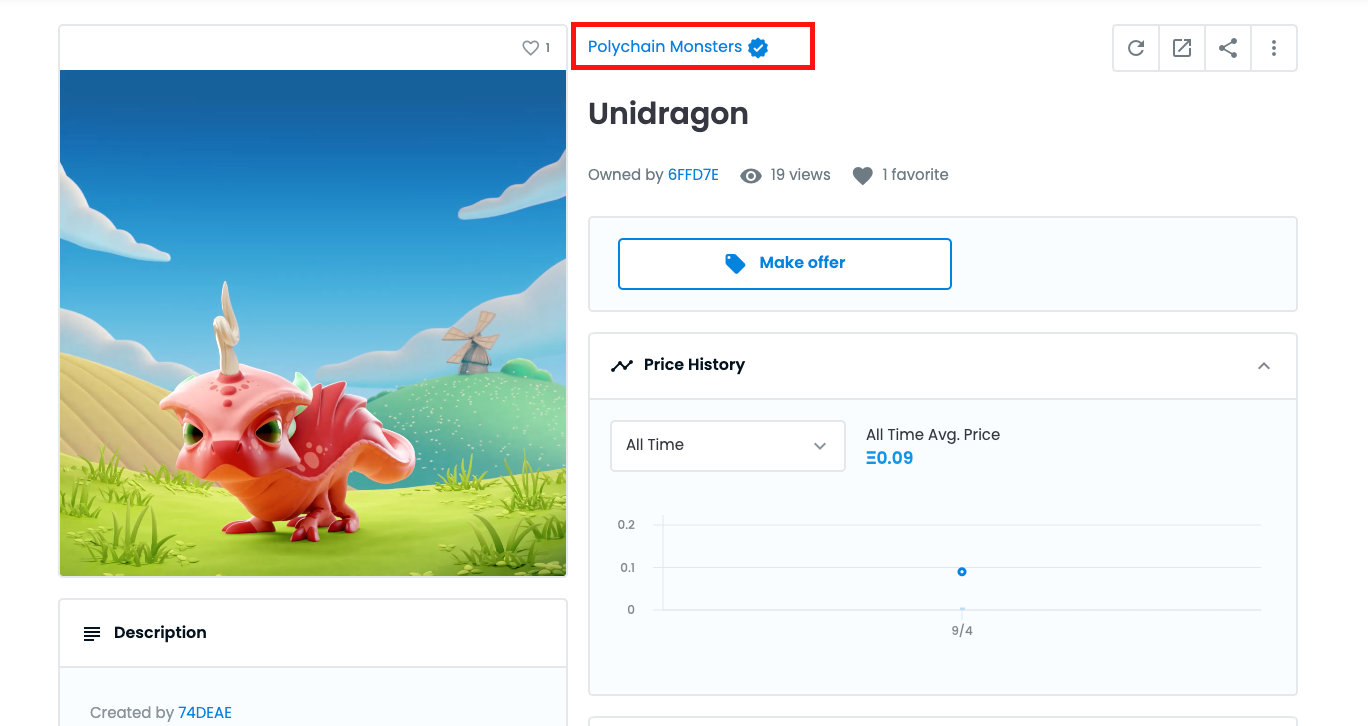 1
Polychain Monsters
Unidragon
Owned by 6FFD7E 19 views 1 favorite
Make offer
Price History
All Time
All Time Avg. Price
Ξ0.09
0.2
0.1
0
9/4
Description
Created by 74DEAE